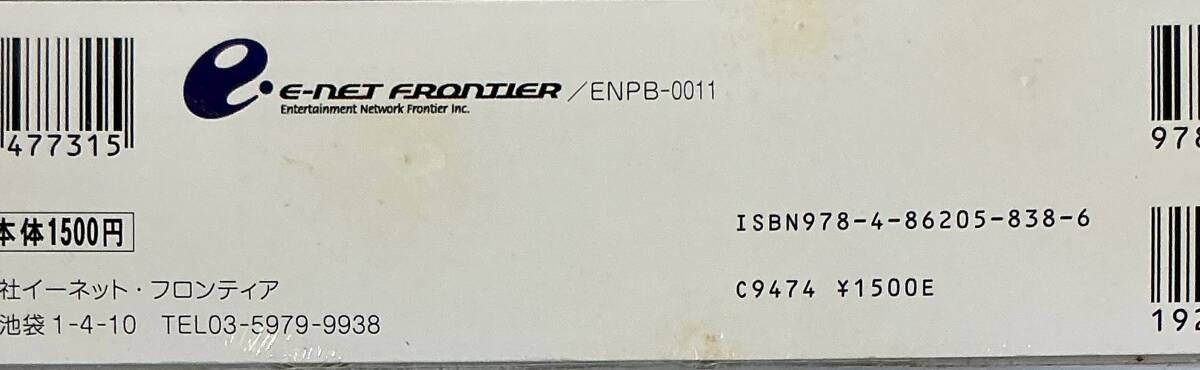 e-NET FRONTIER/ENPB-0011
Entertainment Network Frontier Inc.
477315
978
本体1500円
ISBN978-4-86205-838-6
社イーネット・フロンティア
C9474 ¥1500E
池袋1-4-10 TEL03-5979-9938
192